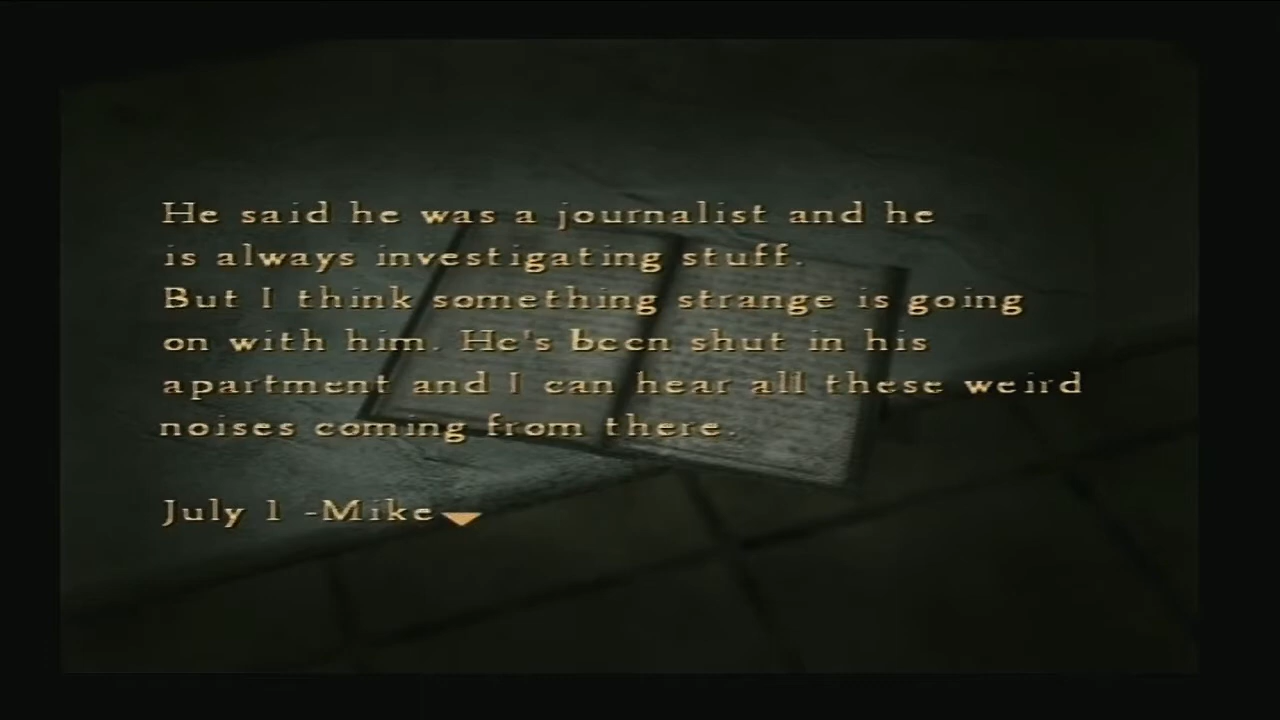 He said he was a journalist and he
is always investigating stuff.
But I think something strange is going
on with him. He's been shut in his
apartment and I can hear all these weird
noises coming from there.
July 1 -Mike